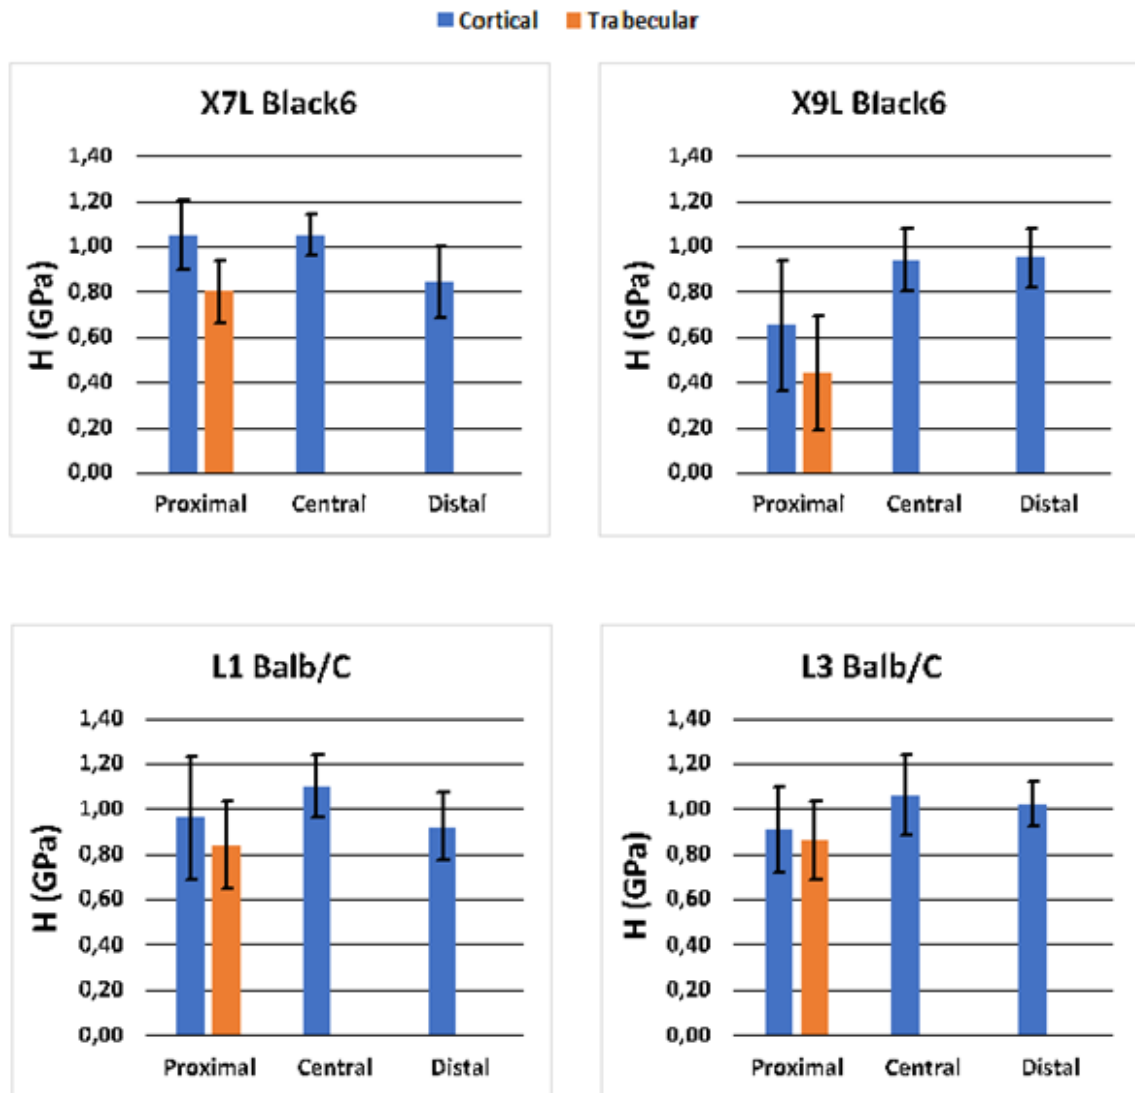 Cortical Trabecular
X7L Black6
H (GPa)
1,40
1,20
1,00
0,80
0,60
0,40
0,20
0,00
Proximal Central Distal
X9L Black6
H (GPa)
1,40
1,20
1,00
0,80
0,60
0,40
0,20
0,00
Proximal Central Distal
L1 Balb/C
H (GPa)
1,40
1,20
1,00
0,80
0,60
0,40
0,20
0,00
Proximal Central Distal
L3 Balb/C
H (GPa)
1,40
1,20
1,00
0,80
0,60
0,40
0,20
0,00
Proximal Central Distal